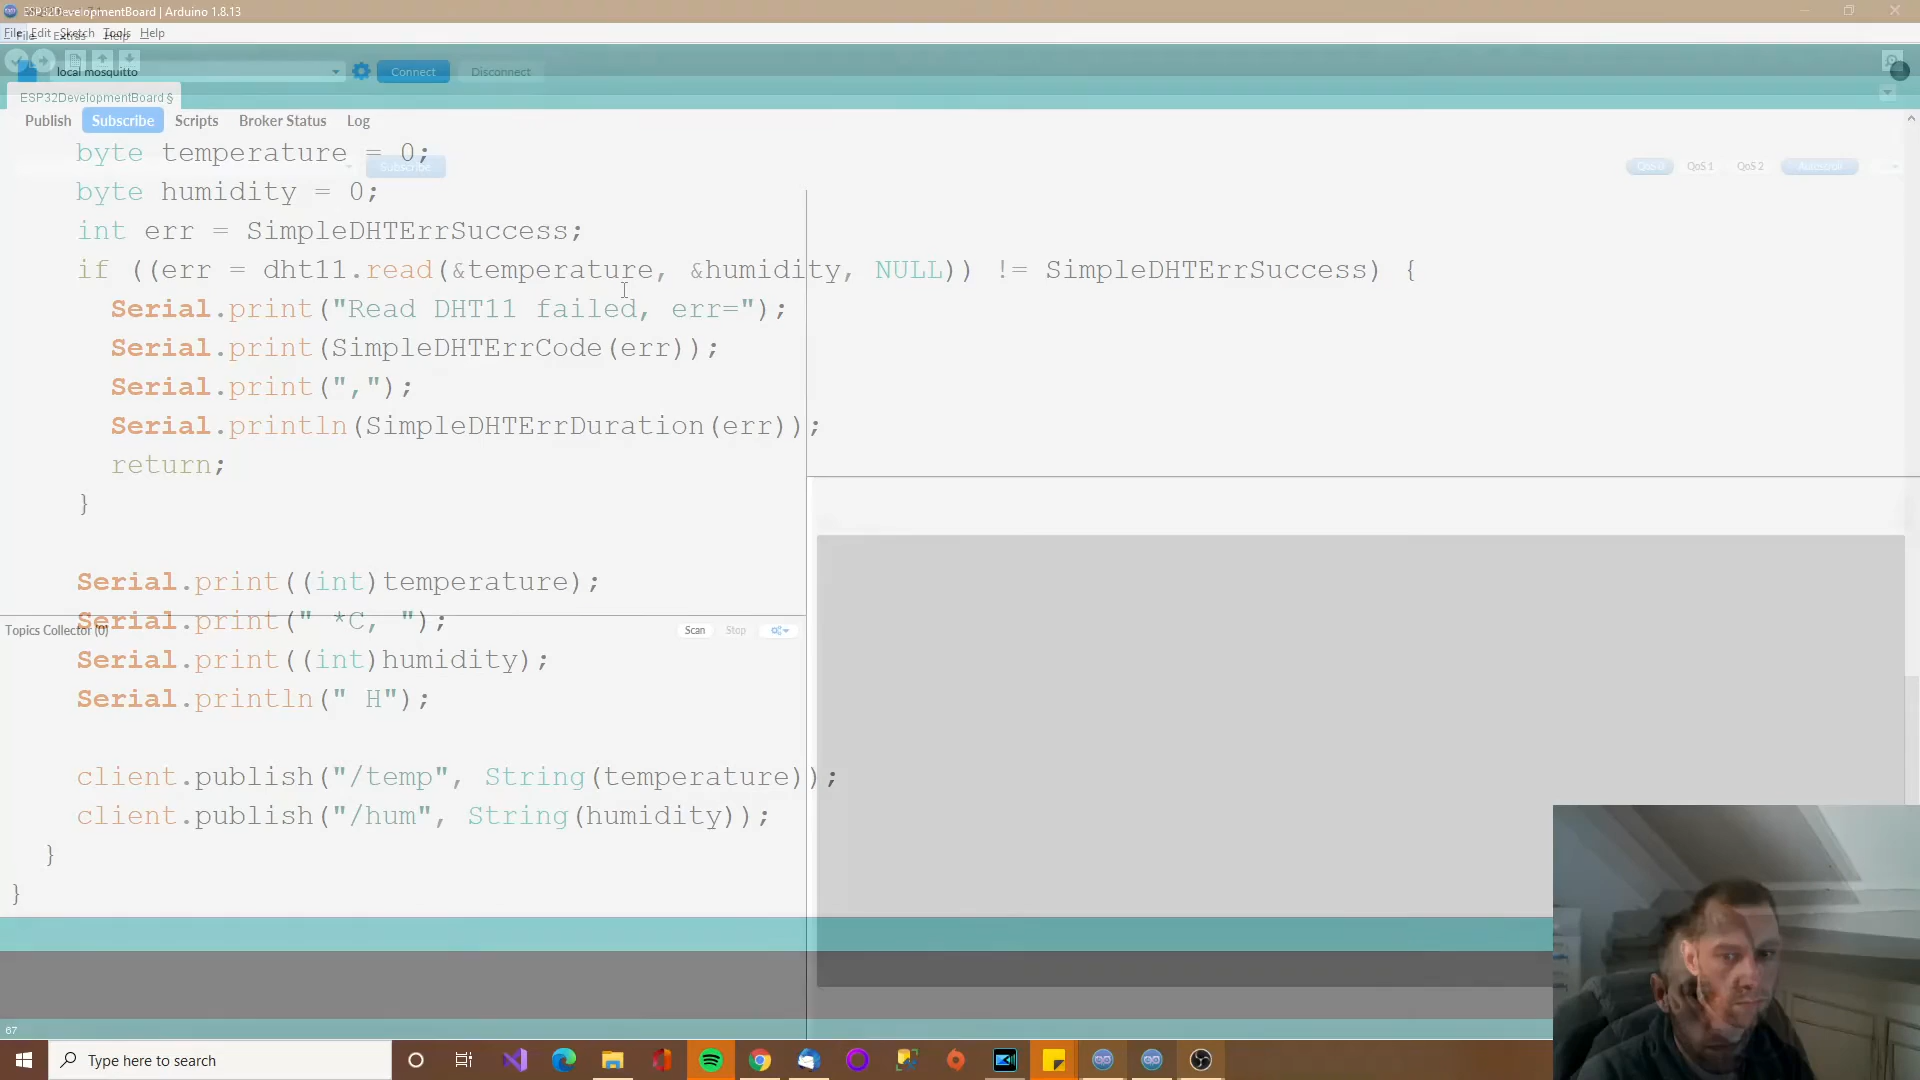 ESP32DevelopmentBoard | Arduino 1.8.13
File Edit Sketch Tools Help
File Extras Help
local mosquitto
Connect
Disconnect
ESP32DevelopmentBoard §
Publish
Subscribe
Scripts
Broker Status
Log
byte temperature = 0;
Subscribe
QoS 0
QoS 1
QoS 2
Autoscroll
byte humidity = 0;
int err = SimpleDHTErrSuccess;
if ((err = dht11.read(&temperature, &humidity, NULL)) != SimpleDHTErrSuccess) {
Serial.print("Read DHT11 failed, err=");
Serial.print(SimpleDHTErrCode(err));
Serial.print(",");
Serial.println(SimpleDHTErrDuration(err));
return;
}
Serial.print((int)temperature);
Serial.print(" *C, ");
Topics Collector (0)
Scan
Stop
Serial.print((int)humidity);
Serial.println(" H");
client.publish("/temp", String(temperature));
client.publish("/hum", String(humidity));
}
}
67
Type here to search